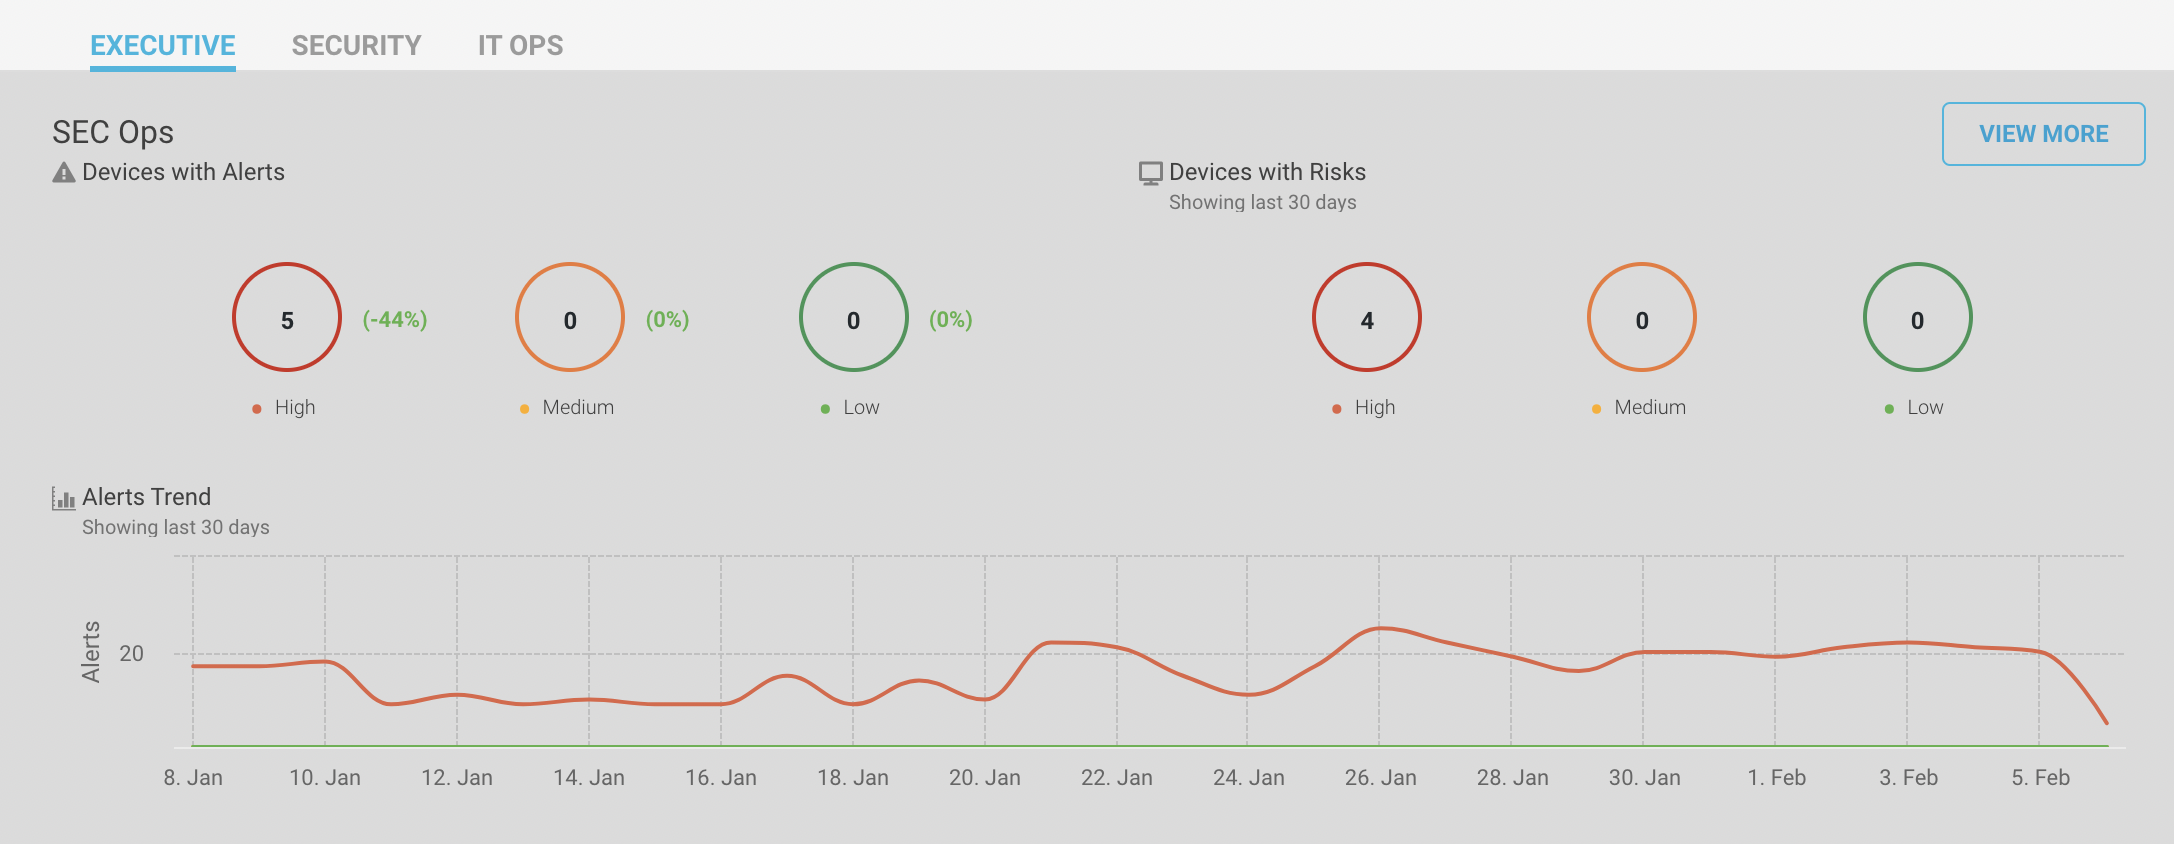 EXECUTIVE SECURITY IT OPS
SEC Ops
VIEW MORE
Devices with Alerts
Devices with Risks
Showing last 30 days
5 (-44%) 0 (0%) 0 (0%)
High Medium Low
4 0 0
High Medium Low
Alerts Trend
Showing last 30 days
Alerts
20
8. Jan 10. Jan 12. Jan 14. Jan 16. Jan 18. Jan 20. Jan 22. Jan 24. Jan 26. Jan 28. Jan 30. Jan 1. Feb 3. Feb 5. Feb